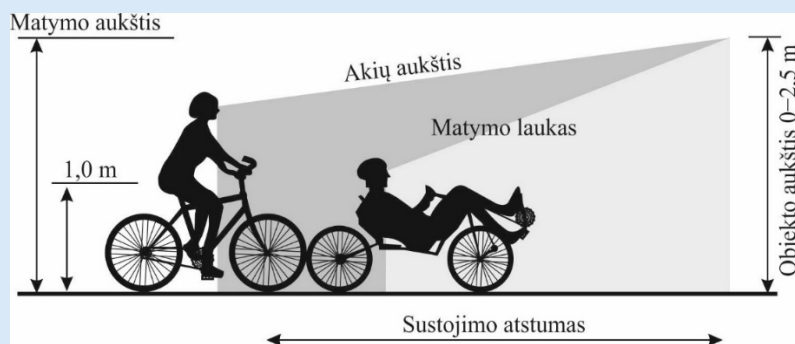 Matymo aukštis
Akių aukštis
Matymo laukas
1,0 m
Objekto aukštis 0–2,5 m
Sustojimo atstumas